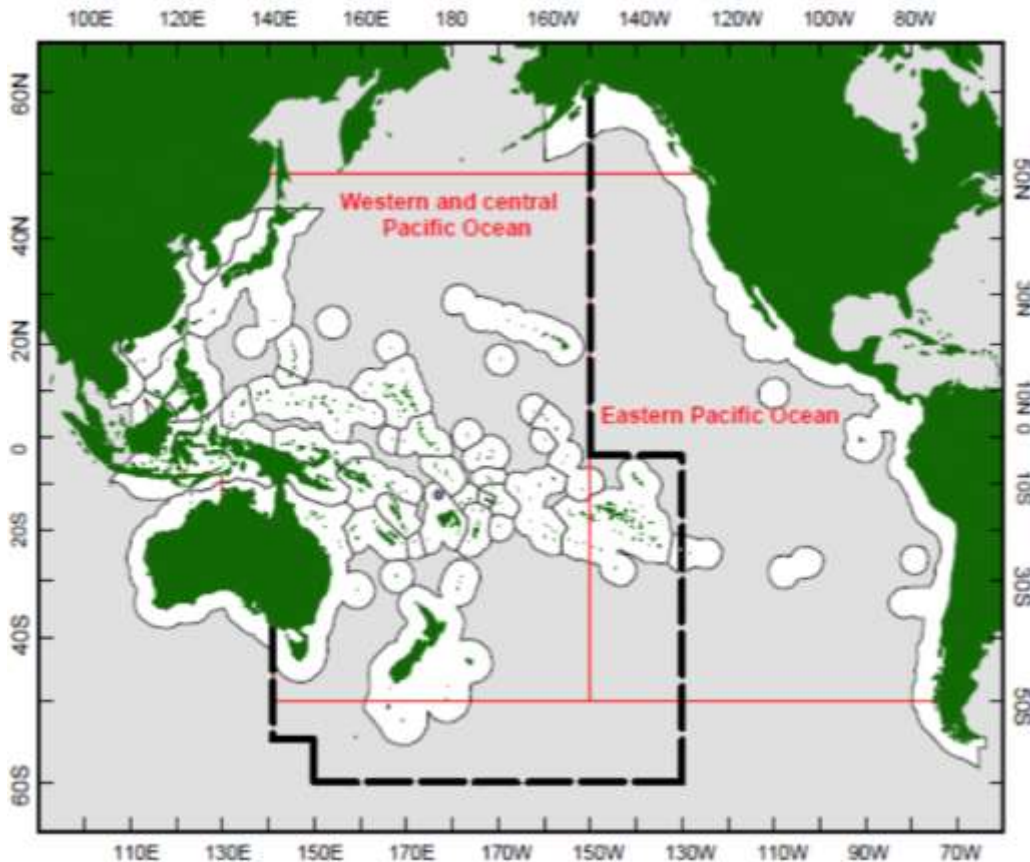 100E 120E 140E 160E 180 160W 140W 120W 100W 80W
60N
50N
Western and central
Pacific Ocean
40N
30N
20N
10N
Eastern Pacific Ocean
0
0
10S
20S
30S
40S
50S
60S
110E 130E 150E 170E 170W 150W 130W 110W 90W 70W